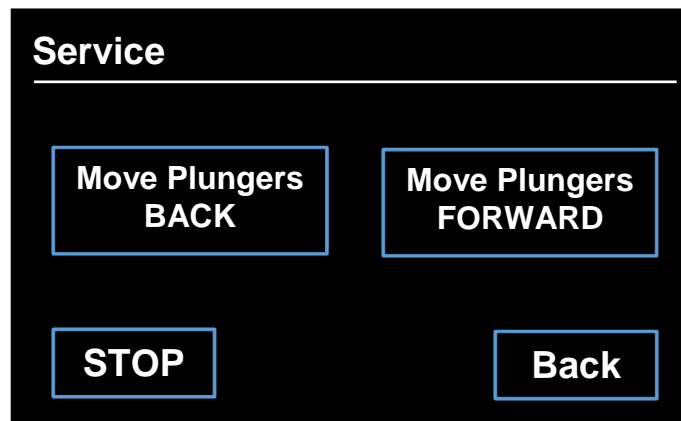 Service
Move Plungers
BACK
Move Plungers
FORWARD
STOP
Back